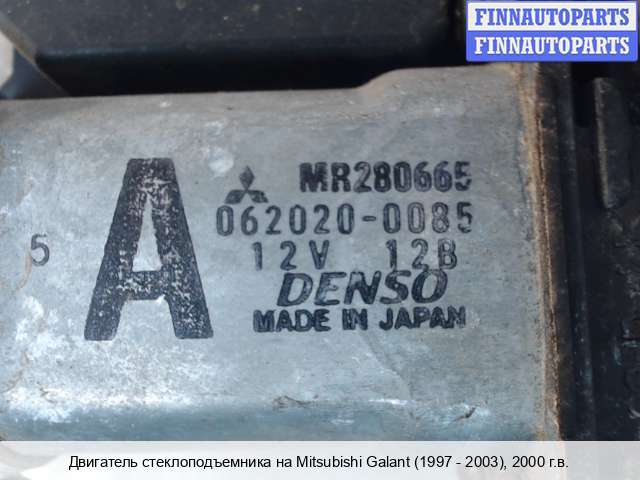 FINNAUTOPARTS
FINNAUTOPARTS
MR280665
062020-0085
5 A
12V 12B
DENSO
MADE IN JAPAN
Двигатель стеклоподъемника на Mitsubishi Galant (1997 - 2003), 2000 г.в.